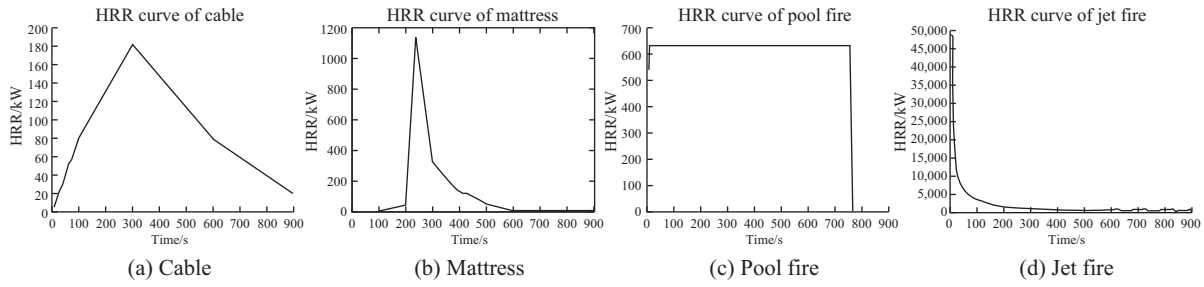 HRR curve of cable
200
180
160
140
120
100
80
60
40
20
0
HRR/kW
0 100 200 300 400 500 600 700 800 900
Time/s
(a) Cable
HRR curve of mattress
1200
1000
800
600
400
200
0
HRR/kW
0 100 200 300 400 500 600 700 800 900
Time/s
(b) Mattress
HRR curve of pool fire
700
600
500
400
300
200
100
0
HRR/kW
0 100 200 300 400 500 600 700 800 900
Time/s
(c) Pool fire
HRR curve of jet fire
50,000
45,000
40,000
35,000
30,000
25,000
20,000
15,000
10,000
5,000
0
HRR/kW
0 100 200 300 400 500 600 700 800 900
Time/s
(d) Jet fire